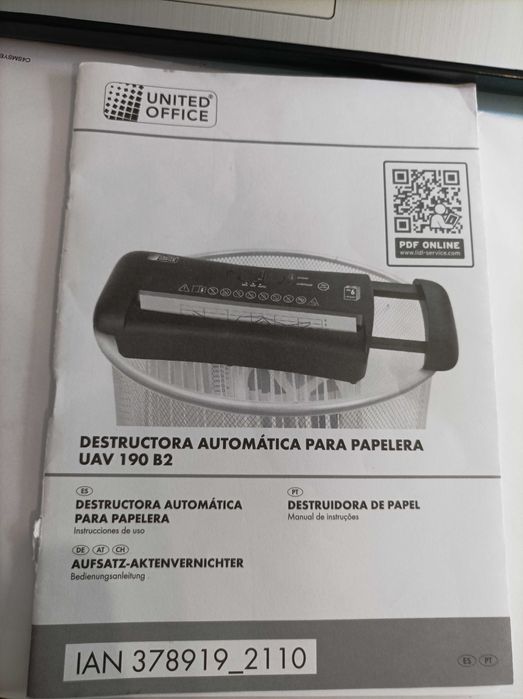 UNITED
OFFICE®
PDF ONLINE
www.lidl-service.com
DESTRUCTORA AUTOMÁTICA PARA PAPELERA
UAV 190 B2
ES
DESTRUCTORA AUTOMÁTICA
PARA PAPELERA
Instrucciones de uso
PT
DESTRUIDORA DE PAPEL
Manual de instruções
DE AT CH
AUFSATZ-AKTENVERNICHTER
Bedienungsanleitung
IAN 378919_2110
ES PT